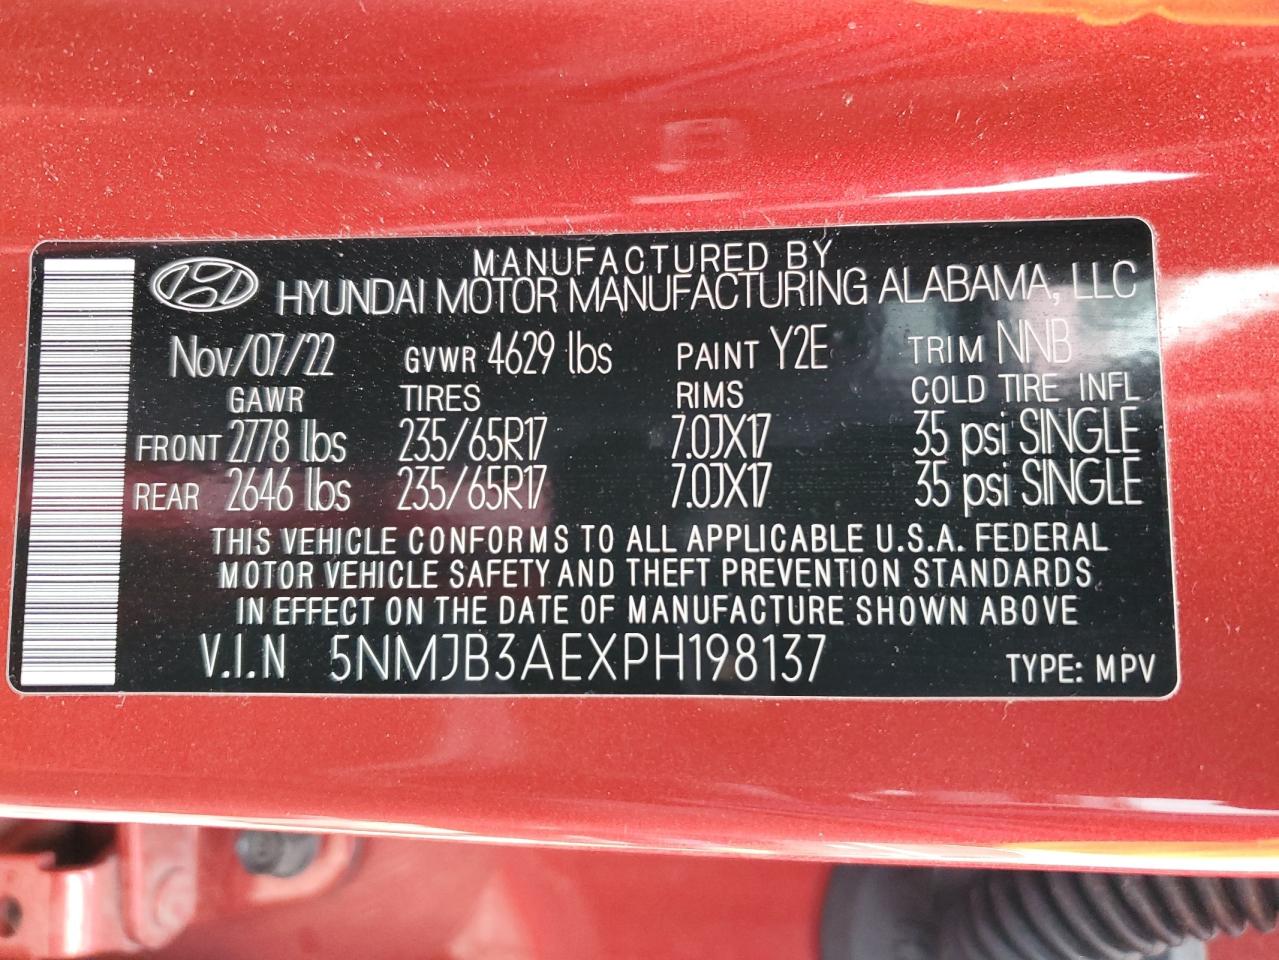 MANUFACTURED BY
HYUNDAI MOTOR MANUFACTURING ALABAMA, LLC
Nov/07/22 GVWR 4629 lbs PAINT Y2E TRIM NNB
GAWR TIRES RIMS COLD TIRE INFL
FRONT 2778 lbs 235/65R17 7.0JX17 35 psi SINGLE
REAR 2646 lbs 235/65R17 7.0JX17 35 psi SINGLE
THIS VEHICLE CONFORMS TO ALL APPLICABLE U.S.A. FEDERAL
MOTOR VEHICLE SAFETY AND THEFT PREVENTION STANDARDS
IN EFFECT ON THE DATE OF MANUFACTURE SHOWN ABOVE
V.I.N 5NMJB3AEXPH198137 TYPE: MPV